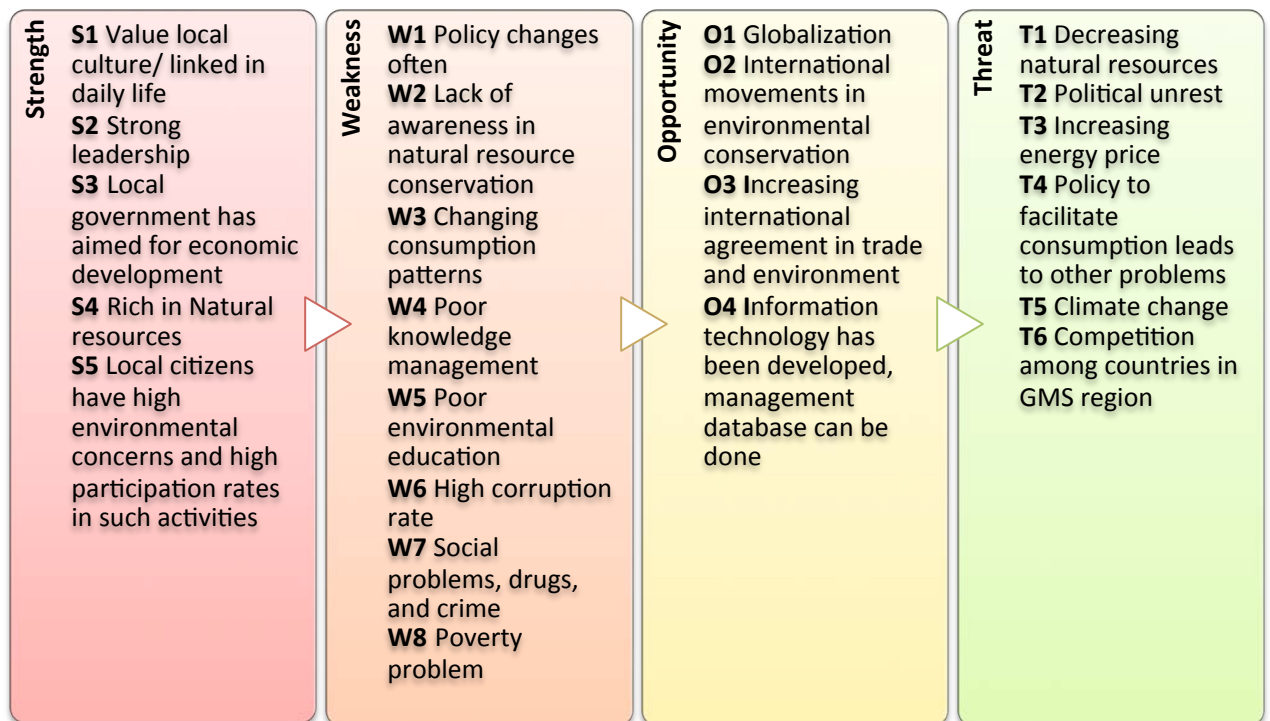 Strength
S1 Value local
culture/ linked in
daily life
S2 Strong
leadership
S3 Local
government has
aimed for economic
development
S4 Rich in Natural
resources
S5 Local citizens
have high
environmental
concerns and high
participation rates
in such activities
Weakness
W1 Policy changes
often
W2 Lack of
awareness in
natural resource
conservation
W3 Changing
consumption
patterns
W4 Poor
knowledge
management
W5 Poor
environmental
education
W6 High corruption
rate
W7 Social
problems, drugs,
and crime
W8 Poverty
problem
Opportunity
O1 Globalization
O2 International
movements in
environmental
conservation
O3 Increasing
international
agreement in trade
and environment
O4 Information
technology has
been developed,
management
database can be
done
Threat
T1 Decreasing
natural resources
T2 Political unrest
T3 Increasing
energy price
T4 Policy to
facilitate
consumption leads
to other problems
T5 Climate change
T6 Competition
among countries in
GMS region